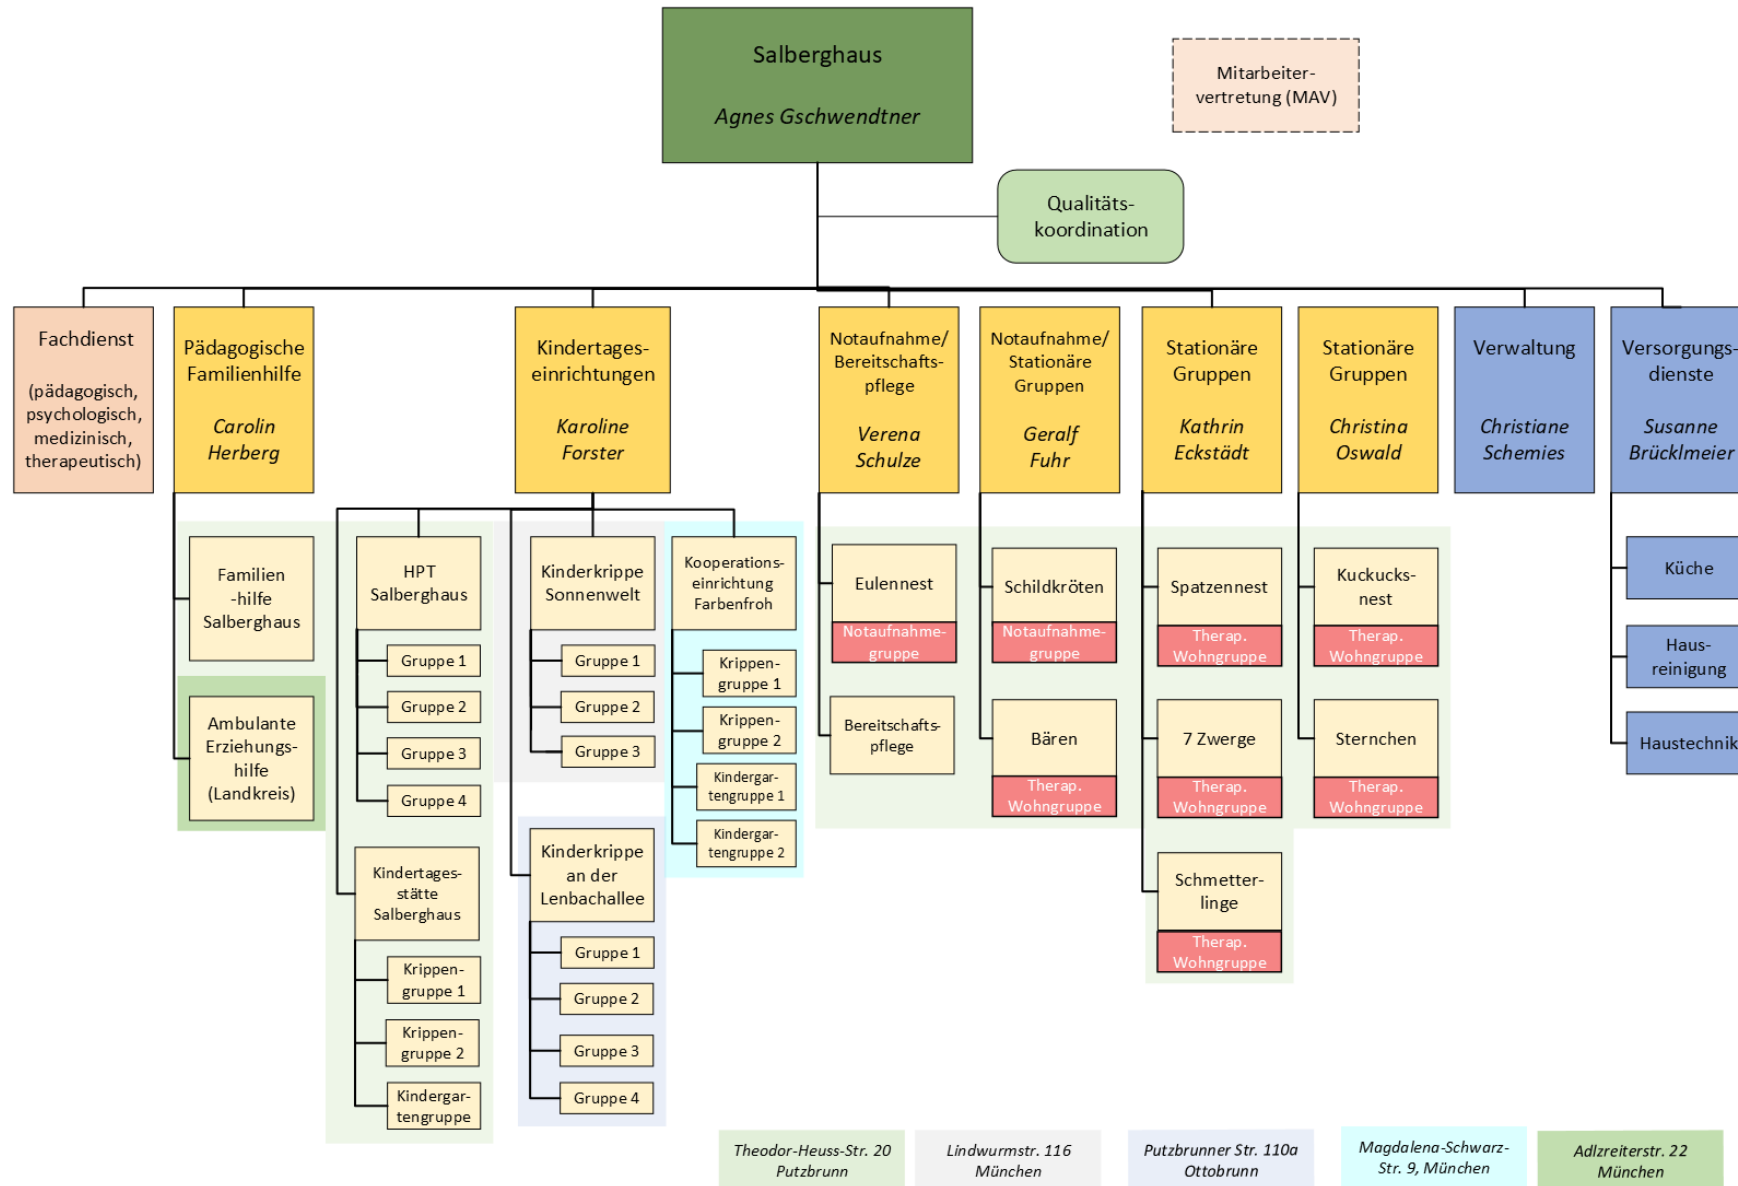 Salberghaus
Agnes Gschwendtner
Mitarbeiter-
vertretung (MAV)
Qualitäts-
koordination
Fachdienst
(pädagogisch,
psychologisch,
medizinisch,
therapeutisch)
Pädagogische
Familienhilfe
Carolin
Herberg
Kindertages-
einrichtungen
Karoline
Forster
Notaufnahme/
Bereitschafts-
pflege
Verena
Schulze
Notaufnahme/
Stationäre
Gruppen
Geralf
Fuhr
Stationäre
Gruppen
Kathrin
Eckstädt
Stationäre
Gruppen
Christina
Oswald
Verwaltung
Christiane
Schemies
Versorgungs-
dienste
Susanne
Brücklmeier
Familien
-hilfe
Salberghaus
Ambulante
Erziehungs-
hilfe
(Landkreis)
HPT
Salberghaus
Gruppe 1
Gruppe 2
Gruppe 3
Gruppe 4
Kindertages-
stätte
Salberghaus
Krippen-
gruppe 1
Krippen-
gruppe 2
Kindergar-
tengruppe
Kinderkrippe
Sonnenwelt
Gruppe 1
Gruppe 2
Gruppe 3
Kinderkrippe
an der
Lenbachallee
Gruppe 1
Gruppe 2
Gruppe 3
Gruppe 4
Kooperations-
einrichtung
Farbenfroh
Krippen-
gruppe 1
Krippen-
gruppe 2
Kindergar-
tengruppe 1
Kindergar-
tengruppe 2
Eulennest
Notaufnahme-
gruppe
Bereitschafts-
pflege
Schildkröten
Notaufnahme-
gruppe
Bären
Therap.
Wohngruppe
Spatzennest
Therap.
Wohngruppe
7 Zwerge
Therap.
Wohngruppe
Schmetter-
linge
Therap.
Wohngruppe
Kuckucks-
nest
Therap.
Wohngruppe
Sternchen
Therap.
Wohngruppe
Küche
Haus-
reinigung
Haustechnik
Theodor-Heuss-Str. 20
Putzbrunn
Lindwurmstr. 116
München
Putzbrunner Str. 110a
Ottobrunn
Magdalena-Schwarz-
Str. 9, München
Adlzreiterstr. 22
München